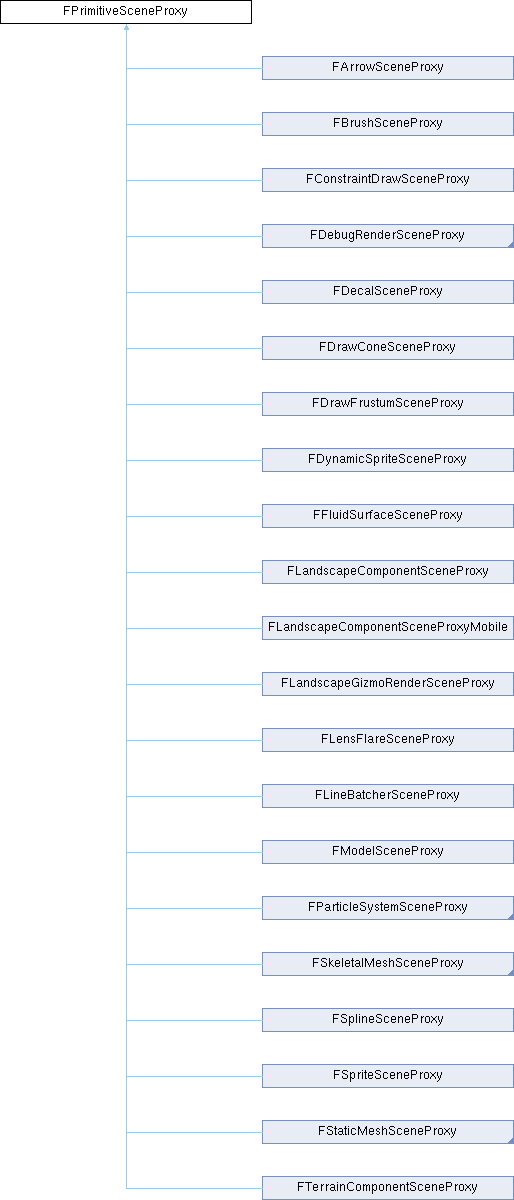 FPrimitiveSceneProxy
FArrowSceneProxy
FBrushSceneProxy
FConstraintDrawSceneProxy
FDebugRenderSceneProxy
FDecalSceneProxy
FDrawConeSceneProxy
FDrawFrustumSceneProxy
FDynamicSpriteSceneProxy
FFluidSurfaceSceneProxy
FLandscapeComponentSceneProxy
FLandscapeComponentSceneProxyMobile
FLandscapeGizmoRenderSceneProxy
FLensFlareSceneProxy
FLineBatcherSceneProxy
FModelSceneProxy
FParticleSystemSceneProxy
FSkeletalMeshSceneProxy
FSplineSceneProxy
FSpriteSceneProxy
FStaticMeshSceneProxy
FTerrainComponentSceneProxy